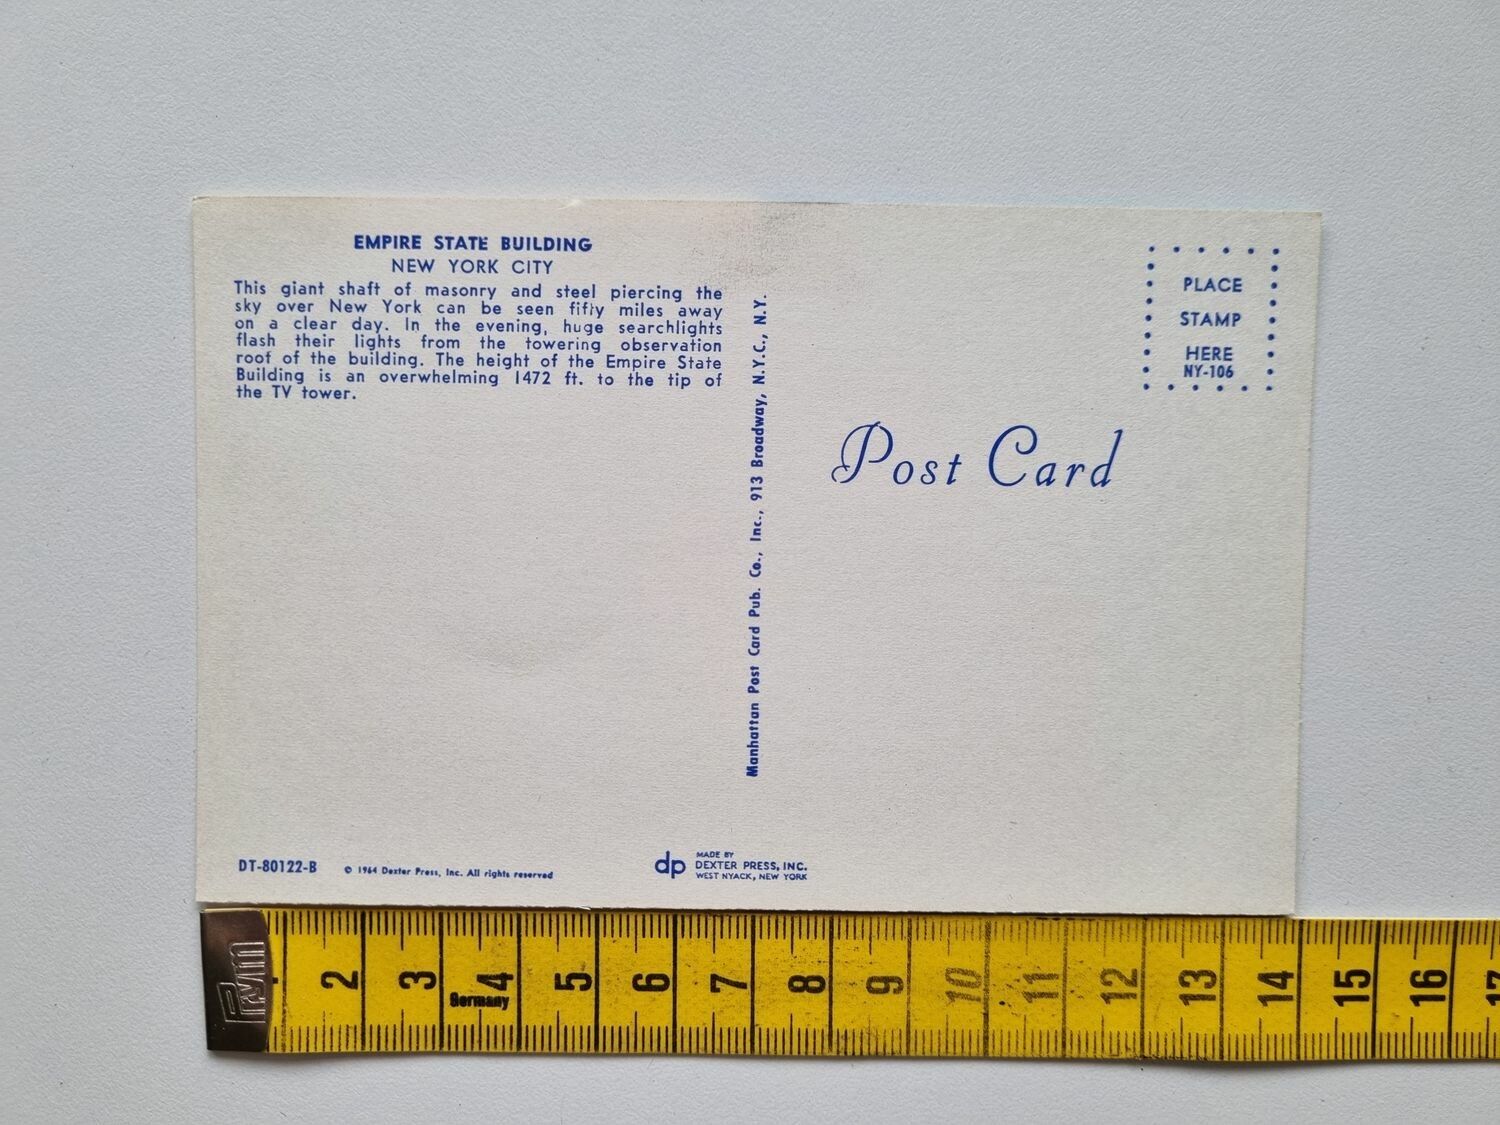 EMPIRE STATE BUILDING
NEW YORK CITY
This giant shaft of masonry and steel piercing the
sky over New York can be seen fifty miles away
on a clear day. In the evening, huge searchlights
flash their lights from the towering observation
roof of the building. The height of the Empire State
Building is an overwhelming 1472 ft. to the tip of
the TV tower.
Manhattan Post Card Pub. Co., Inc., 913 Broadway, N.Y.C., N.Y.
PLACE
STAMP
HERE
NY-106
Post Card
DT-80122-B
© 1964 Dexter Press, Inc. All rights reserved
dp
MADE BY
DEXTER PRESS, INC.
WEST NYACK, NEW YORK
Prym
2 3 4 5 6 7 8 9 10 11 12 13 14 15 16 17
Germany